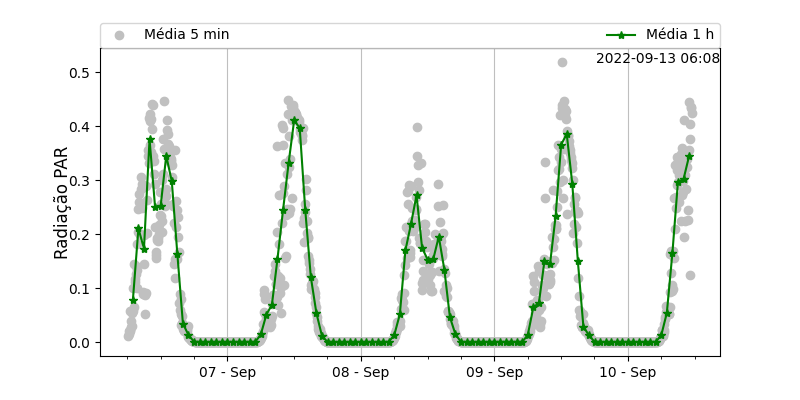 Média 5 min
Média 1 h
2022-09-13 06:08
Radiação PAR
0.5
0.4
0.3
0.2
0.1
0.0
07 - Sep
08 - Sep
09 - Sep
10 - Sep